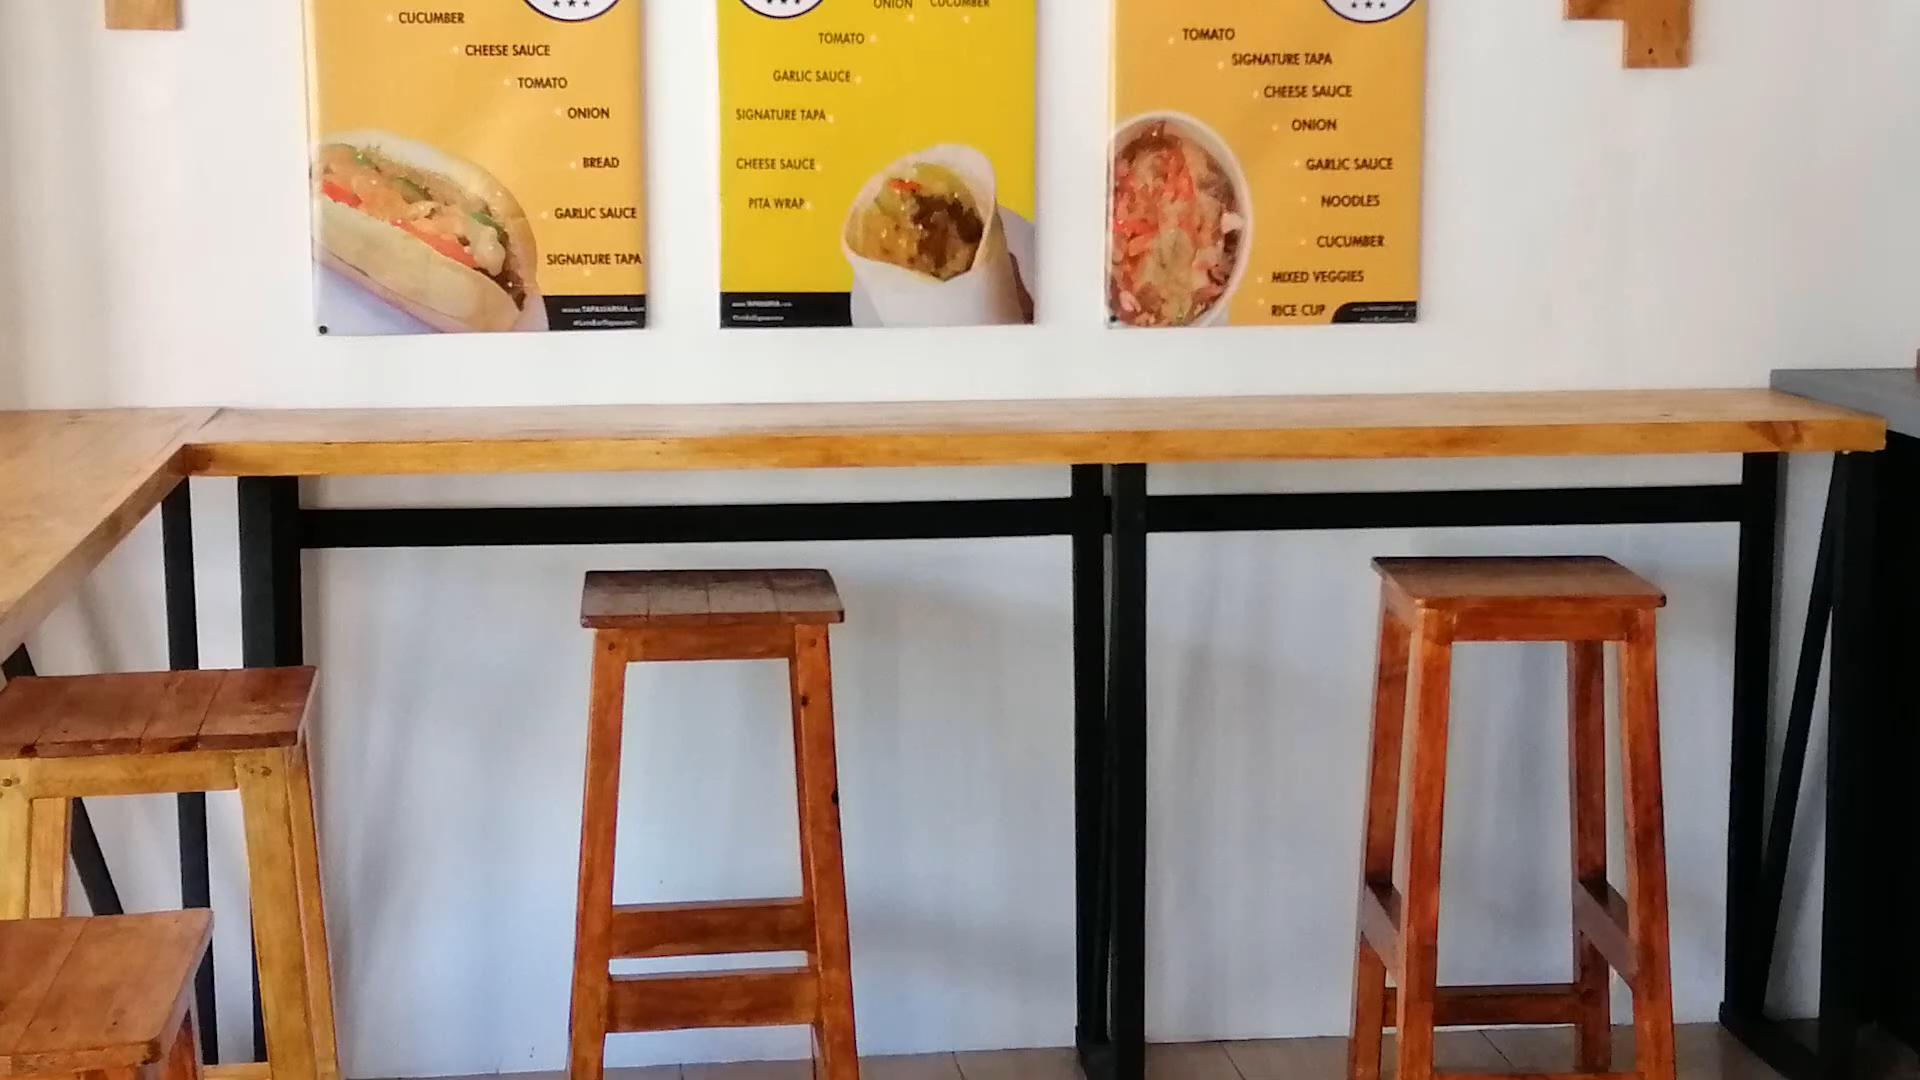 CUCUMBER
CHEESE SAUCE
TOMATO
ONION
BREAD
GARLIC SAUCE
SIGNATURE TAPA
ONION
CUCUMBER
TOMATO
GARLIC SAUCE
SIGNATURE TAPA
CHEESE SAUCE
PITA WRAP
TOMATO
SIGNATURE TAPA
CHEESE SAUCE
ONION
GARLIC SAUCE
NOODLES
CUCUMBER
MIXED VEGGIES
RICE CUP